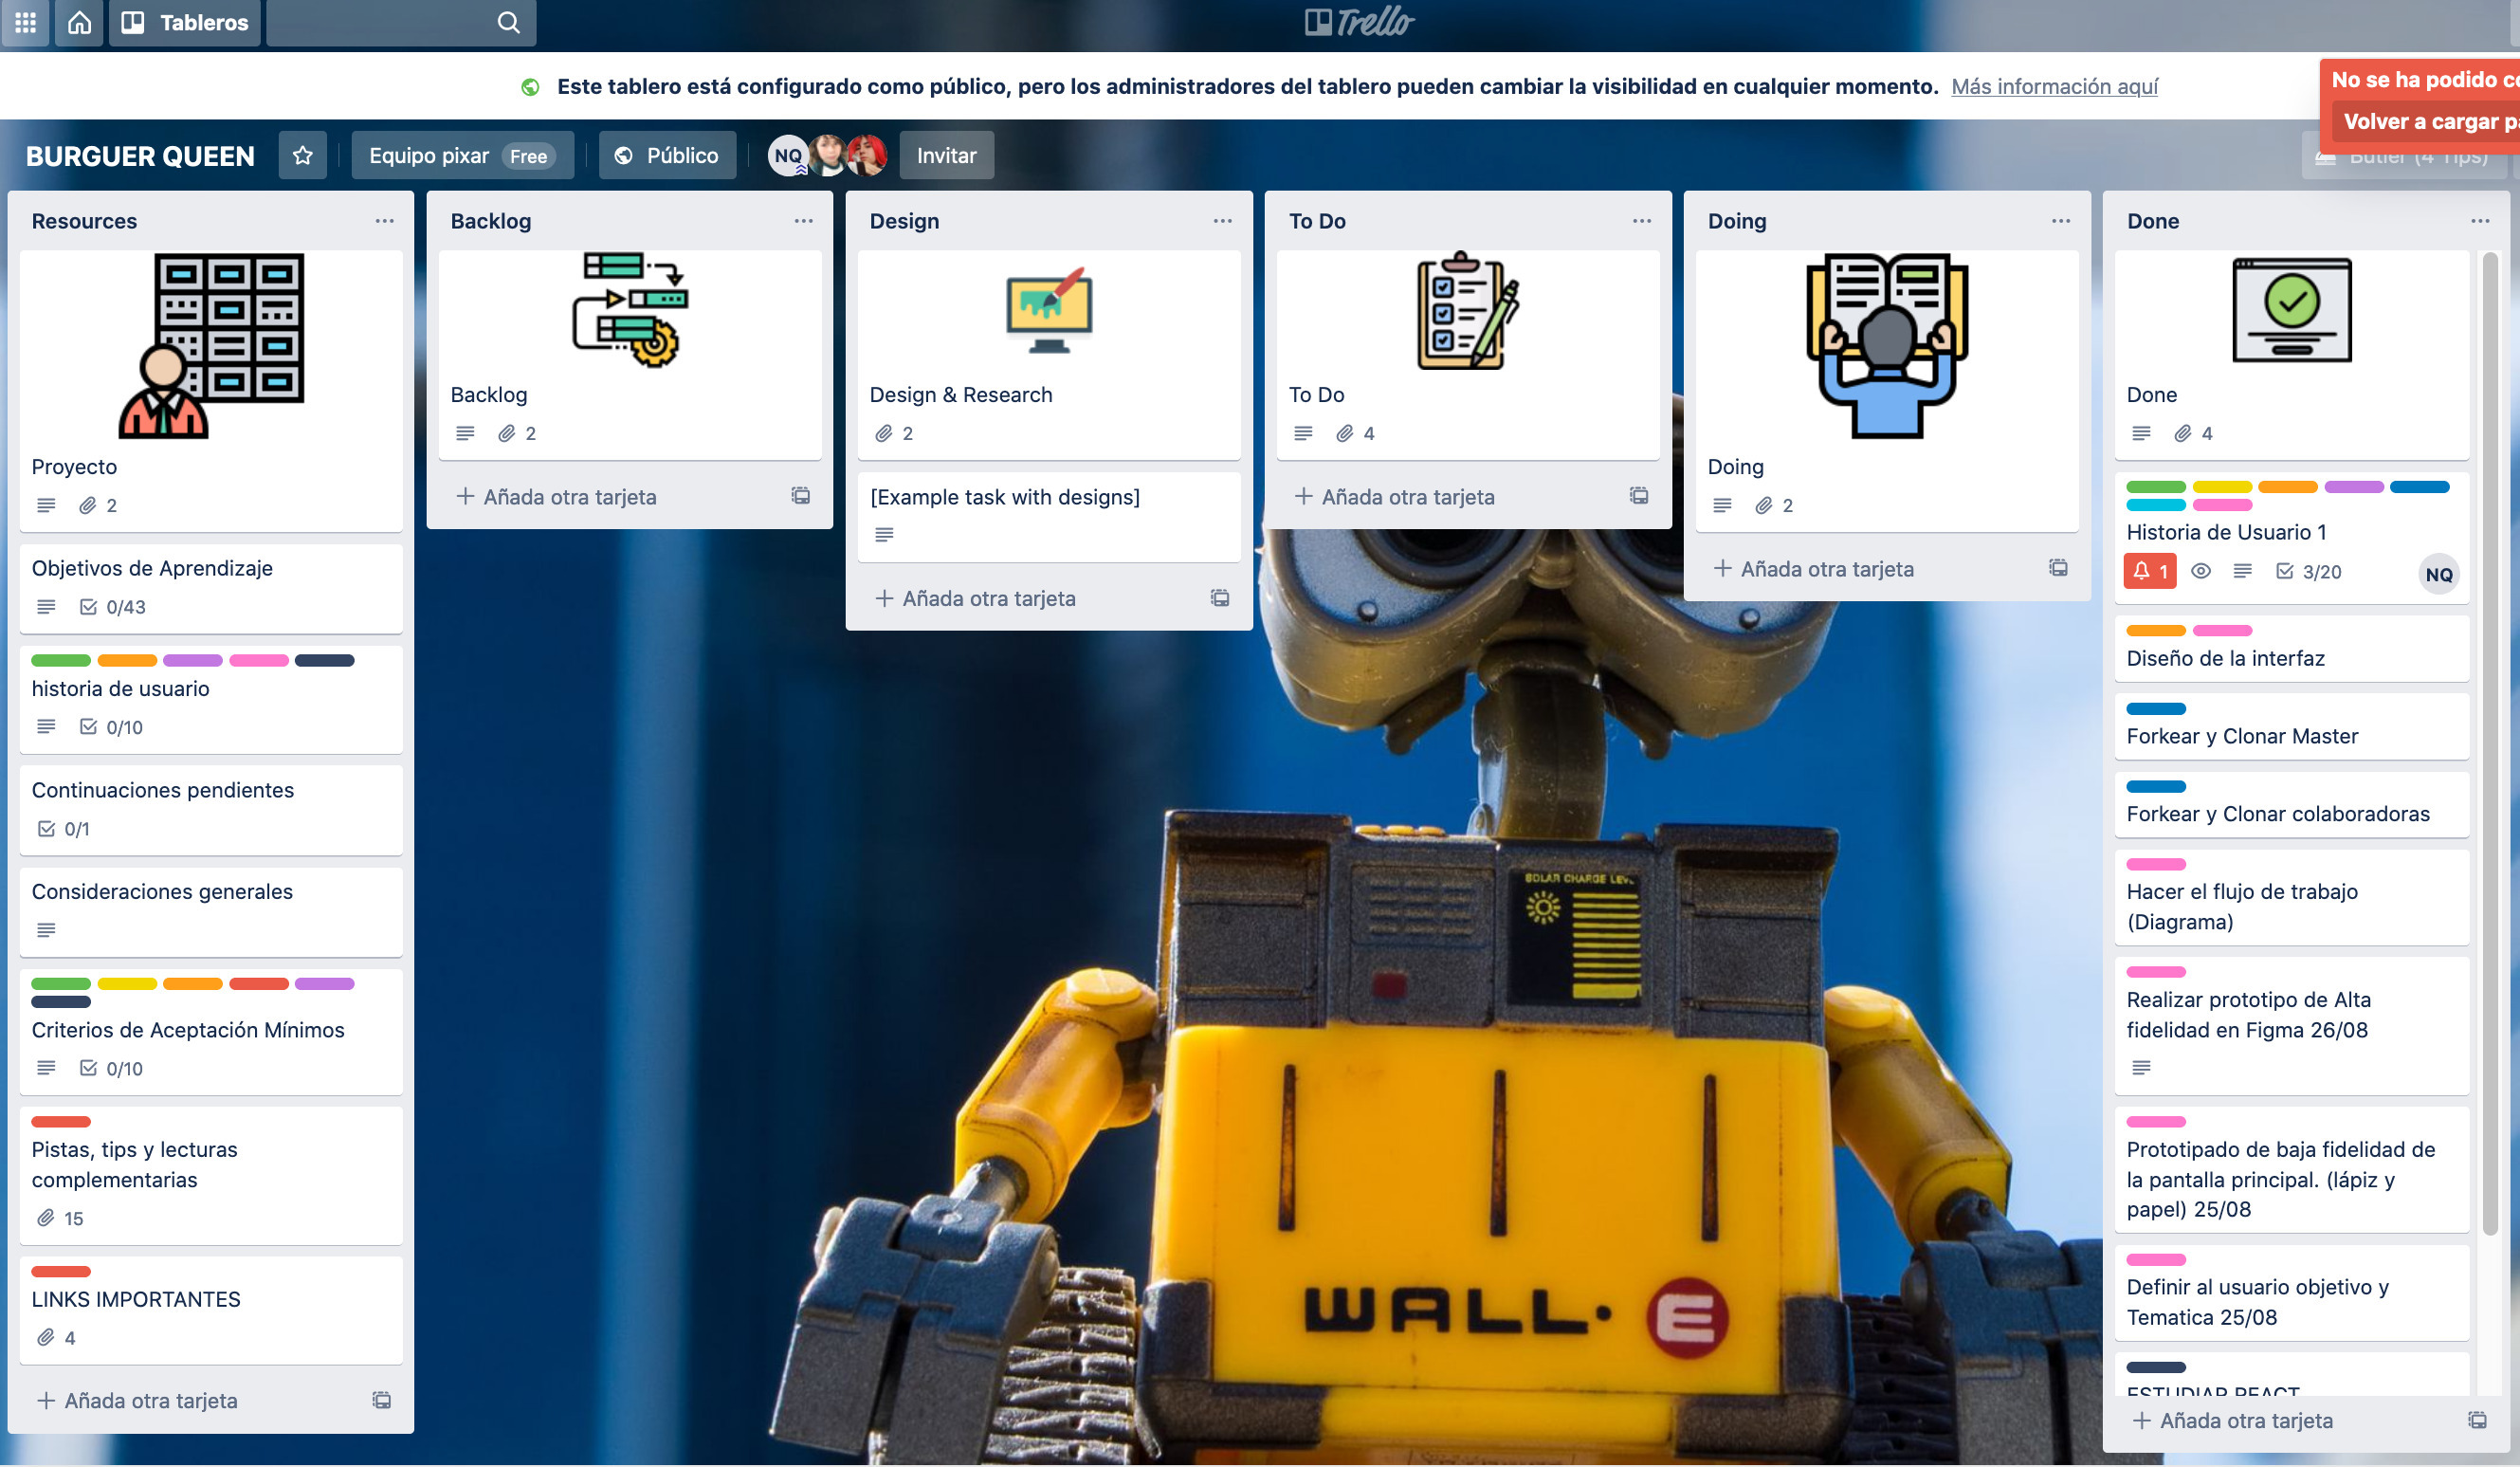 Tableros
Trello
Este tablero está configurado como público, pero los administradores del tablero pueden cambiar la visibilidad en cualquier momento. Más información aquí
No se ha podido
Volver a cargar
BURGUER QUEEN
Equipo pixar Free
Público
NQ
Invitar
Butler (4 Tips)
Resources
Proyecto
2
Objetivos de Aprendizaje
0/43
historia de usuario
0/10
Continuaciones pendientes
0/1
Consideraciones generales
Criterios de Aceptación Mínimos
0/10
Pistas, tips y lecturas
complementarias
15
LINKS IMPORTANTES
4
+ Añada otra tarjeta
Backlog
Backlog
2
+ Añada otra tarjeta
Design
Design & Research
2
[Example task with designs]
+ Añada otra tarjeta
To Do
To Do
4
+ Añada otra tarjeta
Doing
Doing
2
+ Añada otra tarjeta
Done
Done
4
Historia de Usuario 1
1
3/20
NQ
Diseño de la interfaz
Forkear y Clonar Master
Forkear y Clonar colaboradoras
Hacer el flujo de trabajo
(Diagrama)
Realizar prototipo de Alta
fidelidad en Figma 26/08
Prototipado de baja fidelidad de
la pantalla principal. (lápiz y
papel) 25/08
Definir al usuario objetivo y
Tematica 25/08
ESTUDIAR REACT
+ Añada otra tarjeta
SOLAR CHARGE
WALL·E